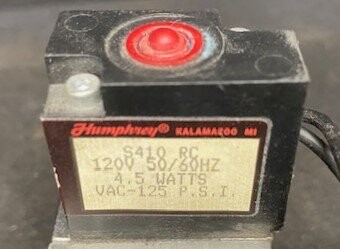 Humphrey® KALAMAZOO MI
S410 RC
120V 50/60HZ
4.5 WATTS
VAC-125 P.S.I.